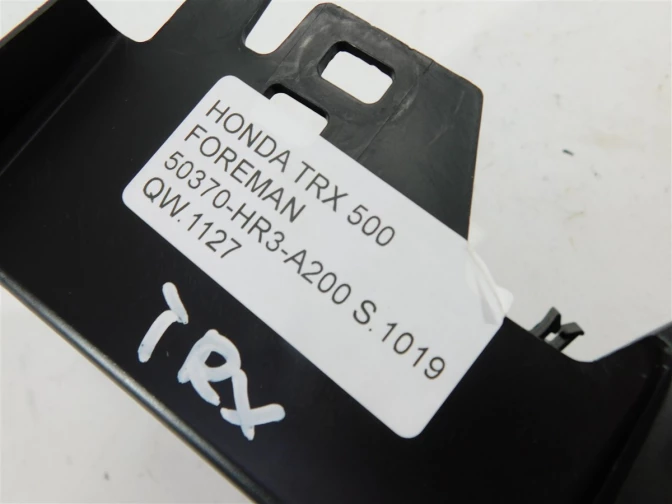 HONDA TRX 500
FOREMAN
50370-HR3-A200 S.1019
QW.1127
TRX